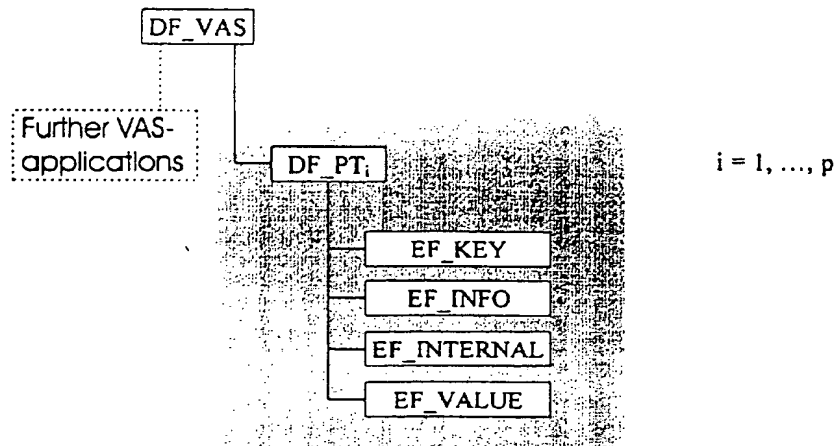 DF_VAS
Further VAS-
applications
DF_PTi
i = 1, ..., p
EF_KEY
EF_INFO
EF_INTERNAL
EF_VALUE